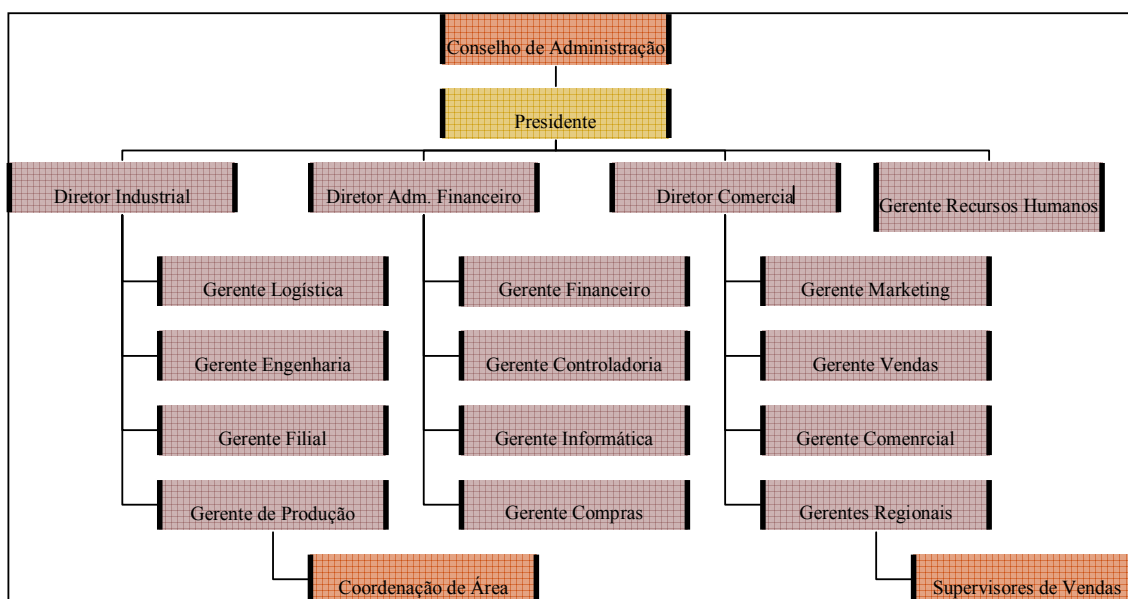 Conselho de Administração
Presidente
Diretor Industrial
Diretor Adm. Financeiro
Diretor Comercia
Gerente Recursos Humanos
Gerente Logística
Gerente Financeiro
Gerente Marketing
Gerente Engenharia
Gerente Controladoria
Gerente Vendas
Gerente Filial
Gerente Informática
Gerente Comenrcial
Gerente de Produção
Gerente Compras
Gerentes Regionais
Coordenação de Área
Supervisores de Vendas